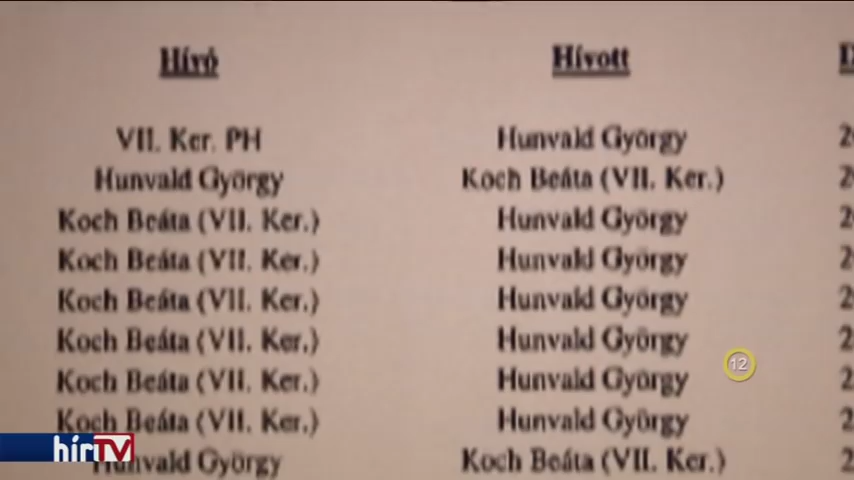 Hívó Hívott
VII. Ker. PH Hunvald György
Hunvald György Koch Beáta (VII. Ker.)
Koch Beáta (VII. Ker.) Hunvald György
Koch Beáta (VII. Ker.) Hunvald György
Koch Beáta (VII. Ker.) Hunvald György
Koch Beáta (VII. Ker.) Hunvald György
Koch Beáta (VII. Ker.) Hunvald György
Koch Beáta (VII. Ker.) Hunvald György
Hunvald György Koch Beáta (VII. Ker.)
12
hírTV